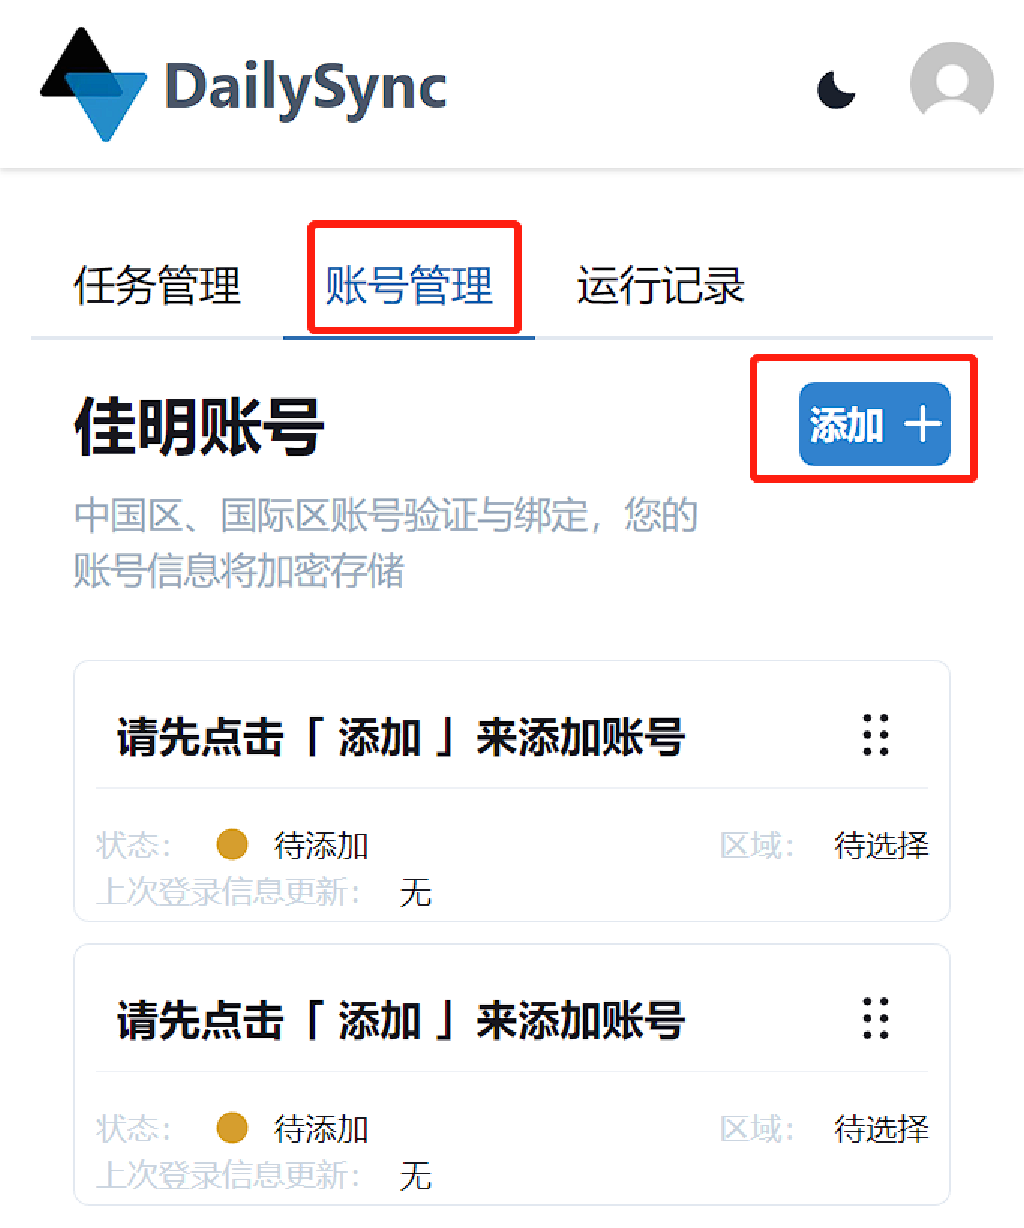 DailySync
任务管理 账号管理 运行记录
佳明账号 添加
中国区、国际区账号验证与绑定，您的
账号信息将加密存储
请先点击「 添加 」来添加账号
状态： 待添加 区域： 待选择
上次登录信息更新： 无
请先点击「 添加 」来添加账号
状态： 待添加 区域： 待选择
上次登录信息更新： 无